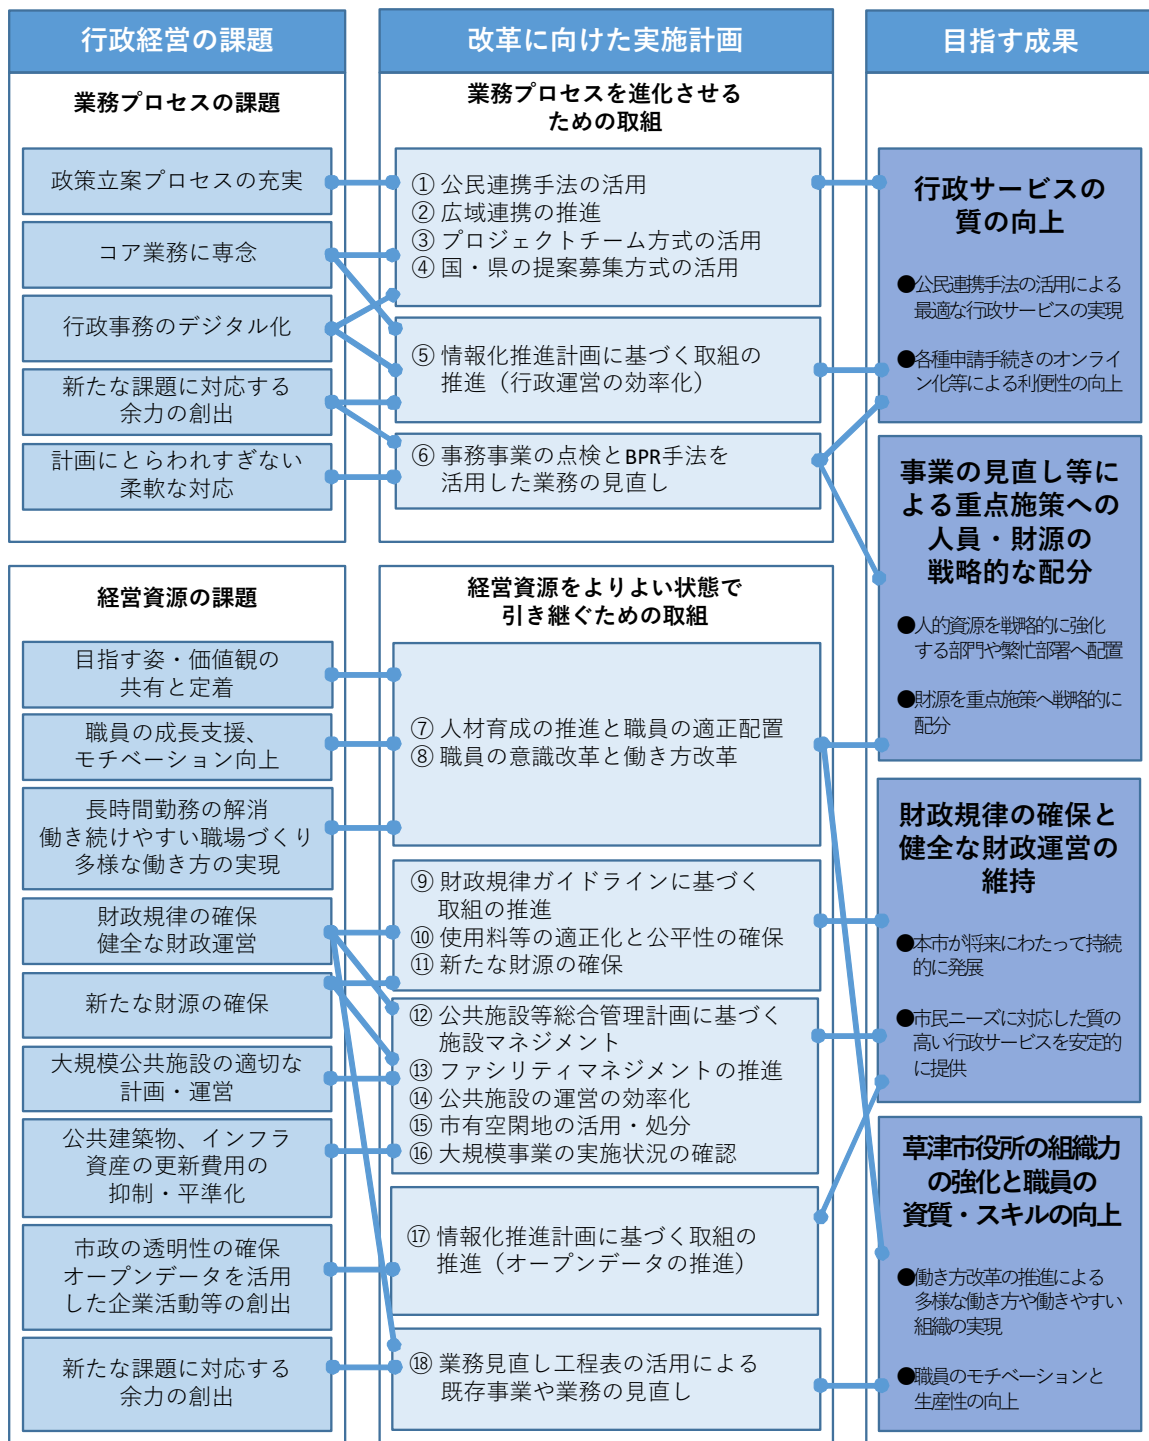 行政経営の課題
業務プロセスの課題
政策立案プロセスの充実
コア業務に専念
行政事務のデジタル化
新たな課題に対応する
余力の創出
計画にとらわれすぎない
柔軟な対応
経営資源の課題
目指す姿・価値観の
共有と定着
職員の成長支援、
モチベーション向上
長時間勤務の解消
働き続けやすい職場づくり
多様な働き方の実現
財政規律の確保
健全な財政運営
新たな財源の確保
大規模公共施設の適切な
計画・運営
公共建築物、インフラ
資産の更新費用の
抑制・平準化
市政の透明性の確保
オープンデータを活用
した企業活動等の創出
新たな課題に対応する
余力の創出
改革に向けた実施計画
業務プロセスを進化させる
ための取組
① 公民連携手法の活用
② 広域連携の推進
③ プロジェクトチーム方式の活用
④ 国・県の提案募集方式の活用
⑤ 情報化推進計画に基づく取組の
推進（行政運営の効率化）
⑥ 事務事業の点検とBPR手法を
活用した業務の見直し
経営資源をよりよい状態で
引き継ぐための取組
⑦ 人材育成の推進と職員の適正配置
⑧ 職員の意識改革と働き方改革
⑨ 財政規律ガイドラインに基づく
取組の推進
⑩ 使用料等の適正化と公平性の確保
⑪ 新たな財源の確保
⑫ 公共施設等総合管理計画に基づく
施設マネジメント
⑬ ファシリティマネジメントの推進
⑭ 公共施設の運営の効率化
⑮ 市有空閑地の活用・処分
⑯ 大規模事業の実施状況の確認
⑰ 情報化推進計画に基づく取組の
推進（オープンデータの推進）
⑱ 業務見直し工程表の活用による
既存事業や業務の見直し
目指す成果
行政サービスの
質の向上
●公民連携手法の活用による
最適な行政サービスの実現
●各種申請手続きのオンライ
ン化等による利便性の向上
事業の見直し等に
よる重点施策への
人員・財源の
戦略的な配分
●人的資源を戦略的に強化
する部門や繁忙部署へ配置
●財源を重点施策へ戦略的に
配分
財政規律の確保と
健全な財政運営の
維持
●本市が将来にわたって持続
的に発展
●市民ニーズに対応した質の
高い行政サービスを安定的
に提供
草津市役所の組織力
の強化と職員の
資質・スキルの向上
●働き方改革の推進による
多様な働き方や働きやすい
組織の実現
●職員のモチベーションと
生産性の向上